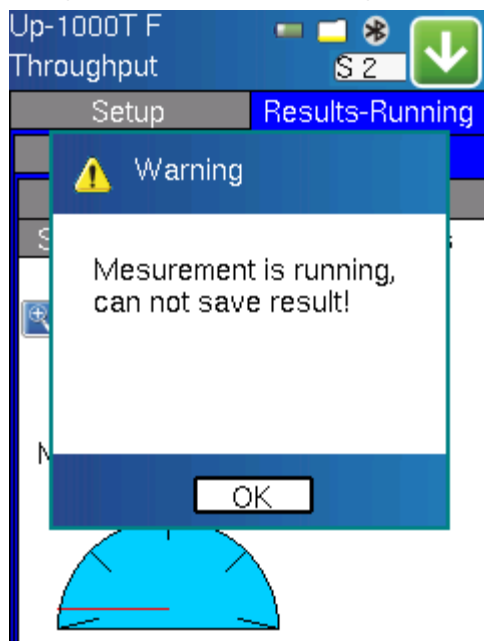 Up-1000T F
Throughput
S 2
Setup
Results-Running
Warning
Mesurement is running,
can not save result!
OK